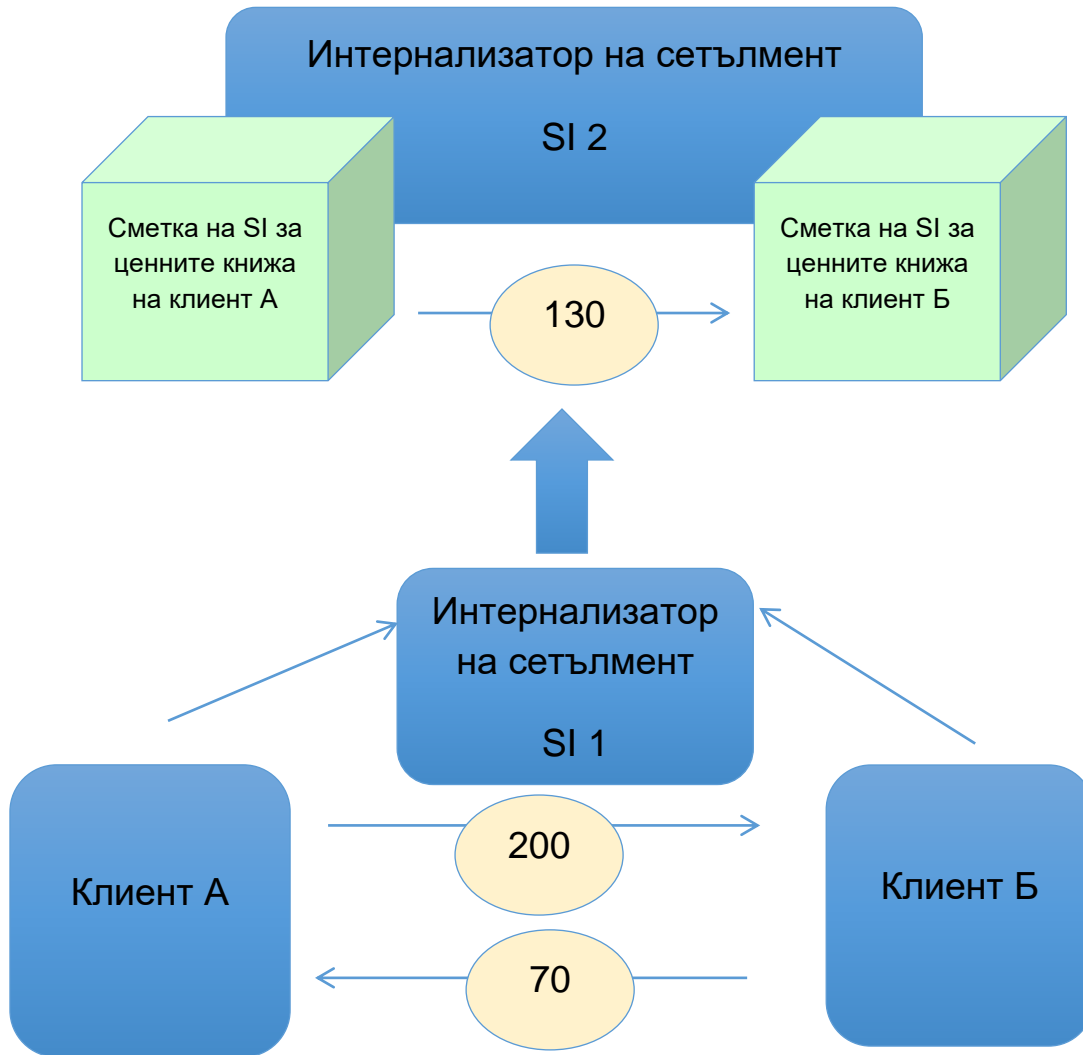 Интернализатор на сетълмент
SI 2
Сметка на SI за
ценните книжа
на клиент А
Сметка на SI за
ценните книжа
на клиент Б
130
Интернализатор
на сетълмент
SI 1
200
Клиент А
Клиент Б
70